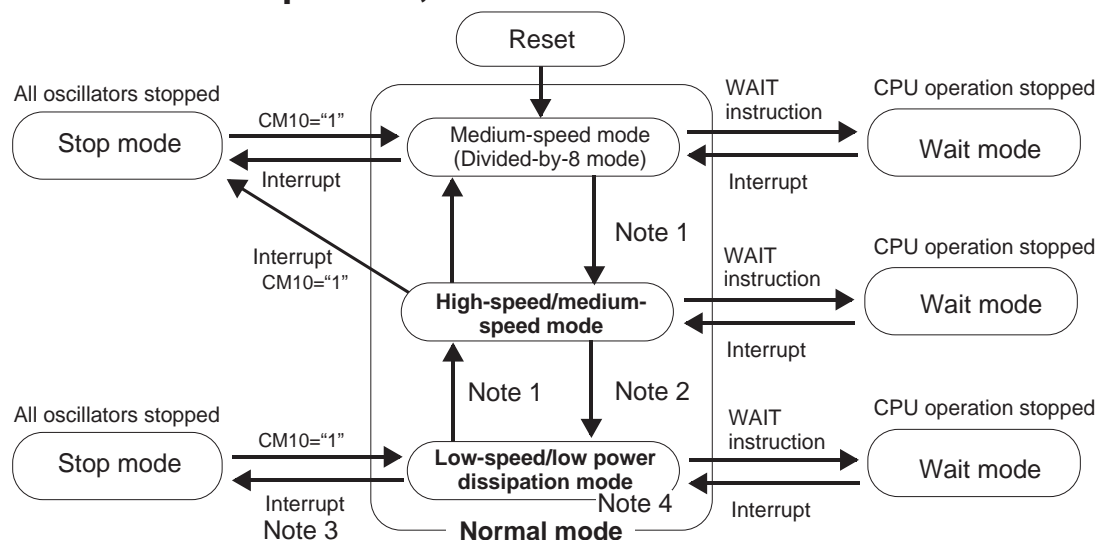 Reset
All oscillators stopped
Stop mode
CM10=“1”
Interrupt
Medium-speed mode
(Divided-by-8 mode)
WAIT
instruction
Interrupt
CPU operation stopped
Wait mode
Note 1
Interrupt
CM10=“1”
High-speed/medium-
speed mode
WAIT
instruction
Interrupt
CPU operation stopped
Wait mode
Note 1
Note 2
All oscillators stopped
Stop mode
CM10=“1”
Interrupt
Note 3
Low-speed/low power
dissipation mode
Note 4
WAIT
instruction
Interrupt
CPU operation stopped
Wait mode
Normal mode